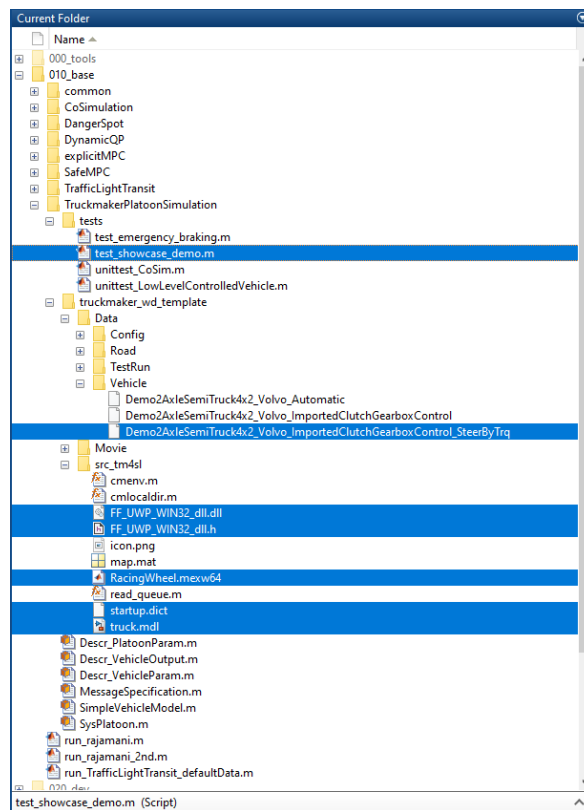 Current Folder
Name
000_tools
010_base
common
CoSimulation
DangerSpot
DynamicQP
explicitMPC
SafeMPC
TrafficLightTransit
TruckmakerPlatoonSimulation
tests
test_emergency_braking.m
test_showcase_demo.m
unittest_CoSim.m
unittest_LowLevelControlledVehicle.m
truckmaker_wd_template
Data
Config
Road
TestRun
Vehicle
Demo2AxleSemiTruck4x2_Volvo_Automatic
Demo2AxleSemiTruck4x2_Volvo_ImportedClutchGearboxControl
Demo2AxleSemiTruck4x2_Volvo_ImportedClutchGearboxControl_SteerByTrq
Movie
src_tm4sl
cmenv.m
cmlocaldir.m
FF_UWP_WIN32_dll.dll
FF_UWP_WIN32_dll.h
icon.png
map.mat
RacingWheel.mexw64
read_queue.m
startup.dict
truck.mdl
Descr_PlatoonParam.m
Descr_VehicleOutput.m
Descr_VehicleParam.m
MessageSpecification.m
SimpleVehicleModel.m
SysPlatoon.m
run_rajamani.m
run_rajamani_2nd.m
run_TrafficLightTransit_defaultData.m
020_dev
test_showcase_demo.m (Script)